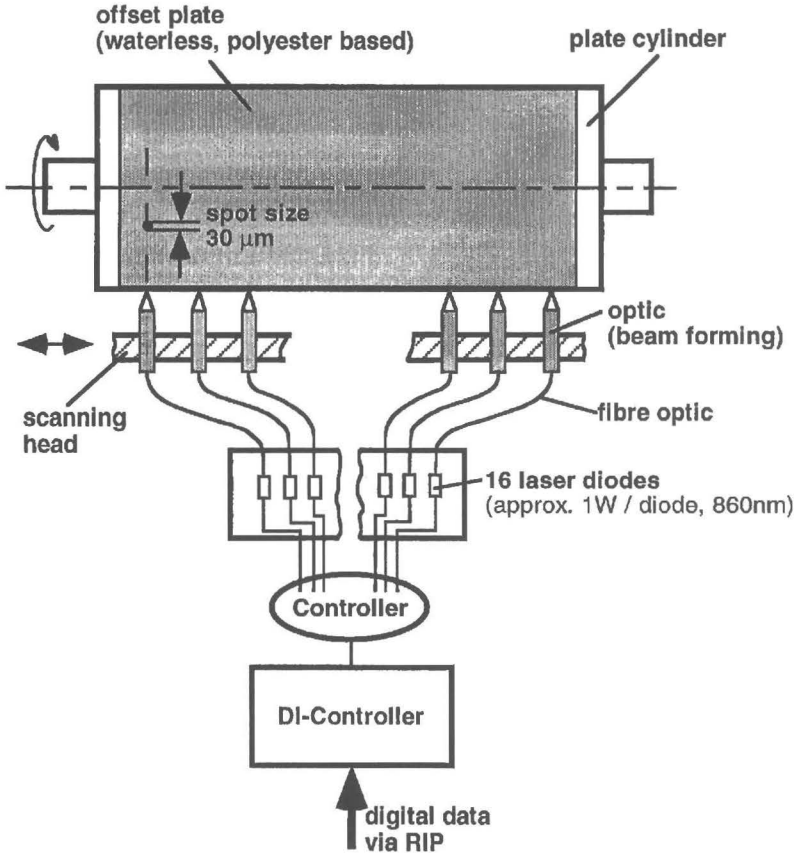 offset plate
(waterless, polyester based)
plate cylinder
spot size
30 µm
optic
(beam forming)
scanning
head
fibre optic
16 laser diodes
(approx. 1W / diode, 860nm)
Controller
DI-Controller
digital data
via RIP